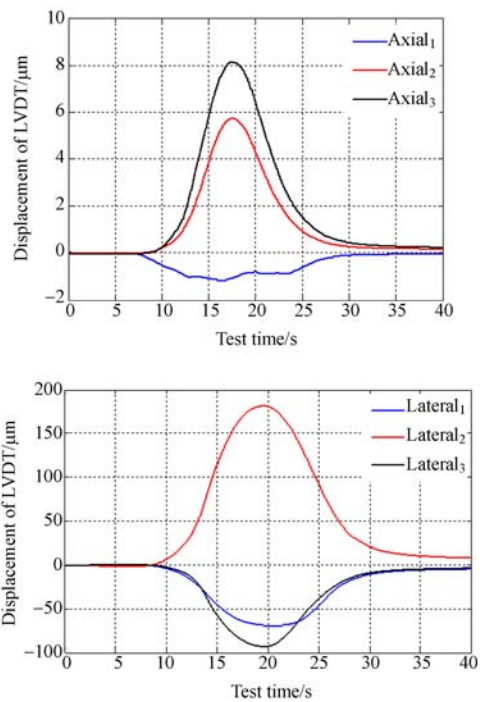 10
8
6
4
2
0
−2
Displacement of LVDT/μm
Axial₁
Axial₂
Axial₃
0 5 10 15 20 25 30 35 40
Test time/s
200
150
100
50
0
−50
−100
Displacement of LVDT/μm
Lateral₁
Lateral₂
Lateral₃
0 5 10 15 20 25 30 35 40
Test time/s